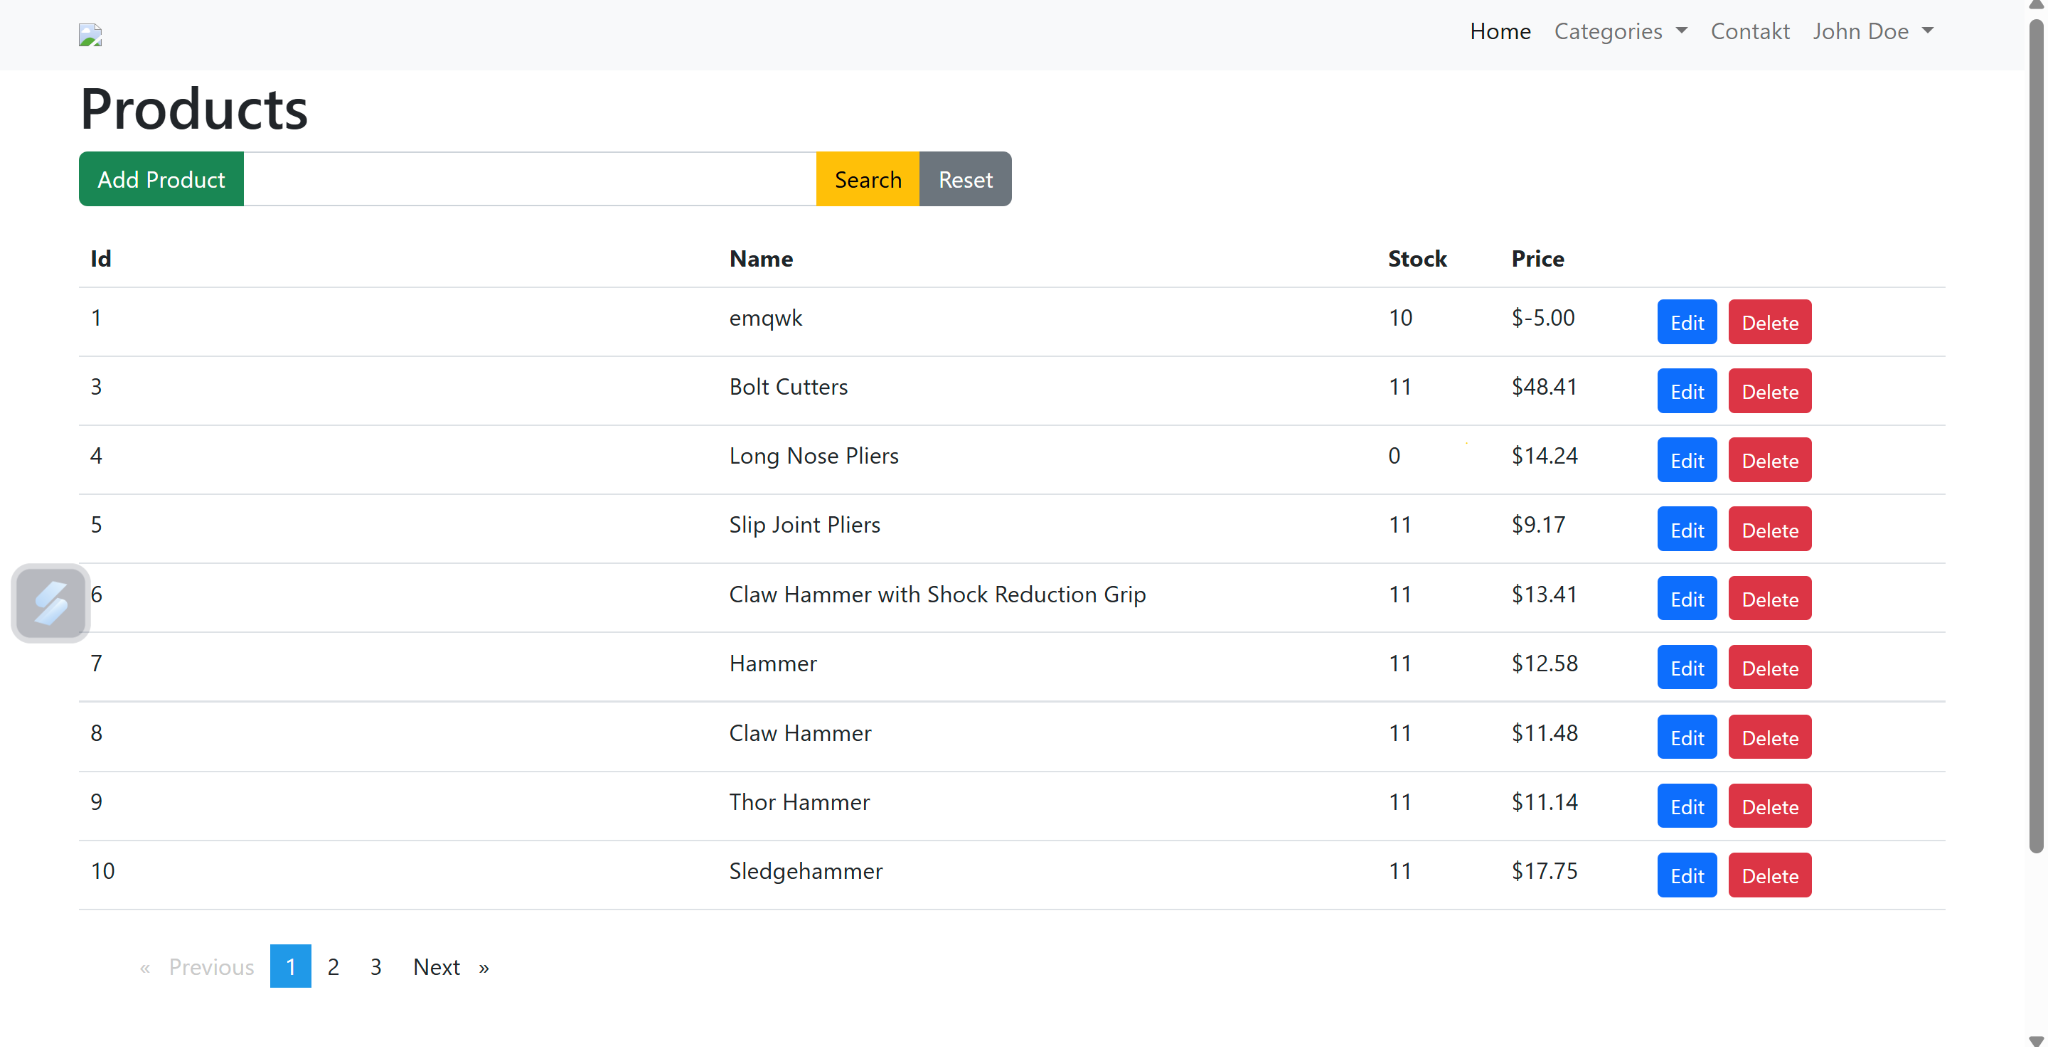 Home Categories Contakt John Doe
Products
Add Product Search Reset
Id Name Stock Price
1 emqwk 10 $-5.00 Edit Delete
3 Bolt Cutters 11 $48.41 Edit Delete
4 Long Nose Pliers 0 $14.24 Edit Delete
5 Slip Joint Pliers 11 $9.17 Edit Delete
6 Claw Hammer with Shock Reduction Grip 11 $13.41 Edit Delete
7 Hammer 11 $12.58 Edit Delete
8 Claw Hammer 11 $11.48 Edit Delete
9 Thor Hammer 11 $11.14 Edit Delete
10 Sledgehammer 11 $17.75 Edit Delete
« Previous 1 2 3 Next »